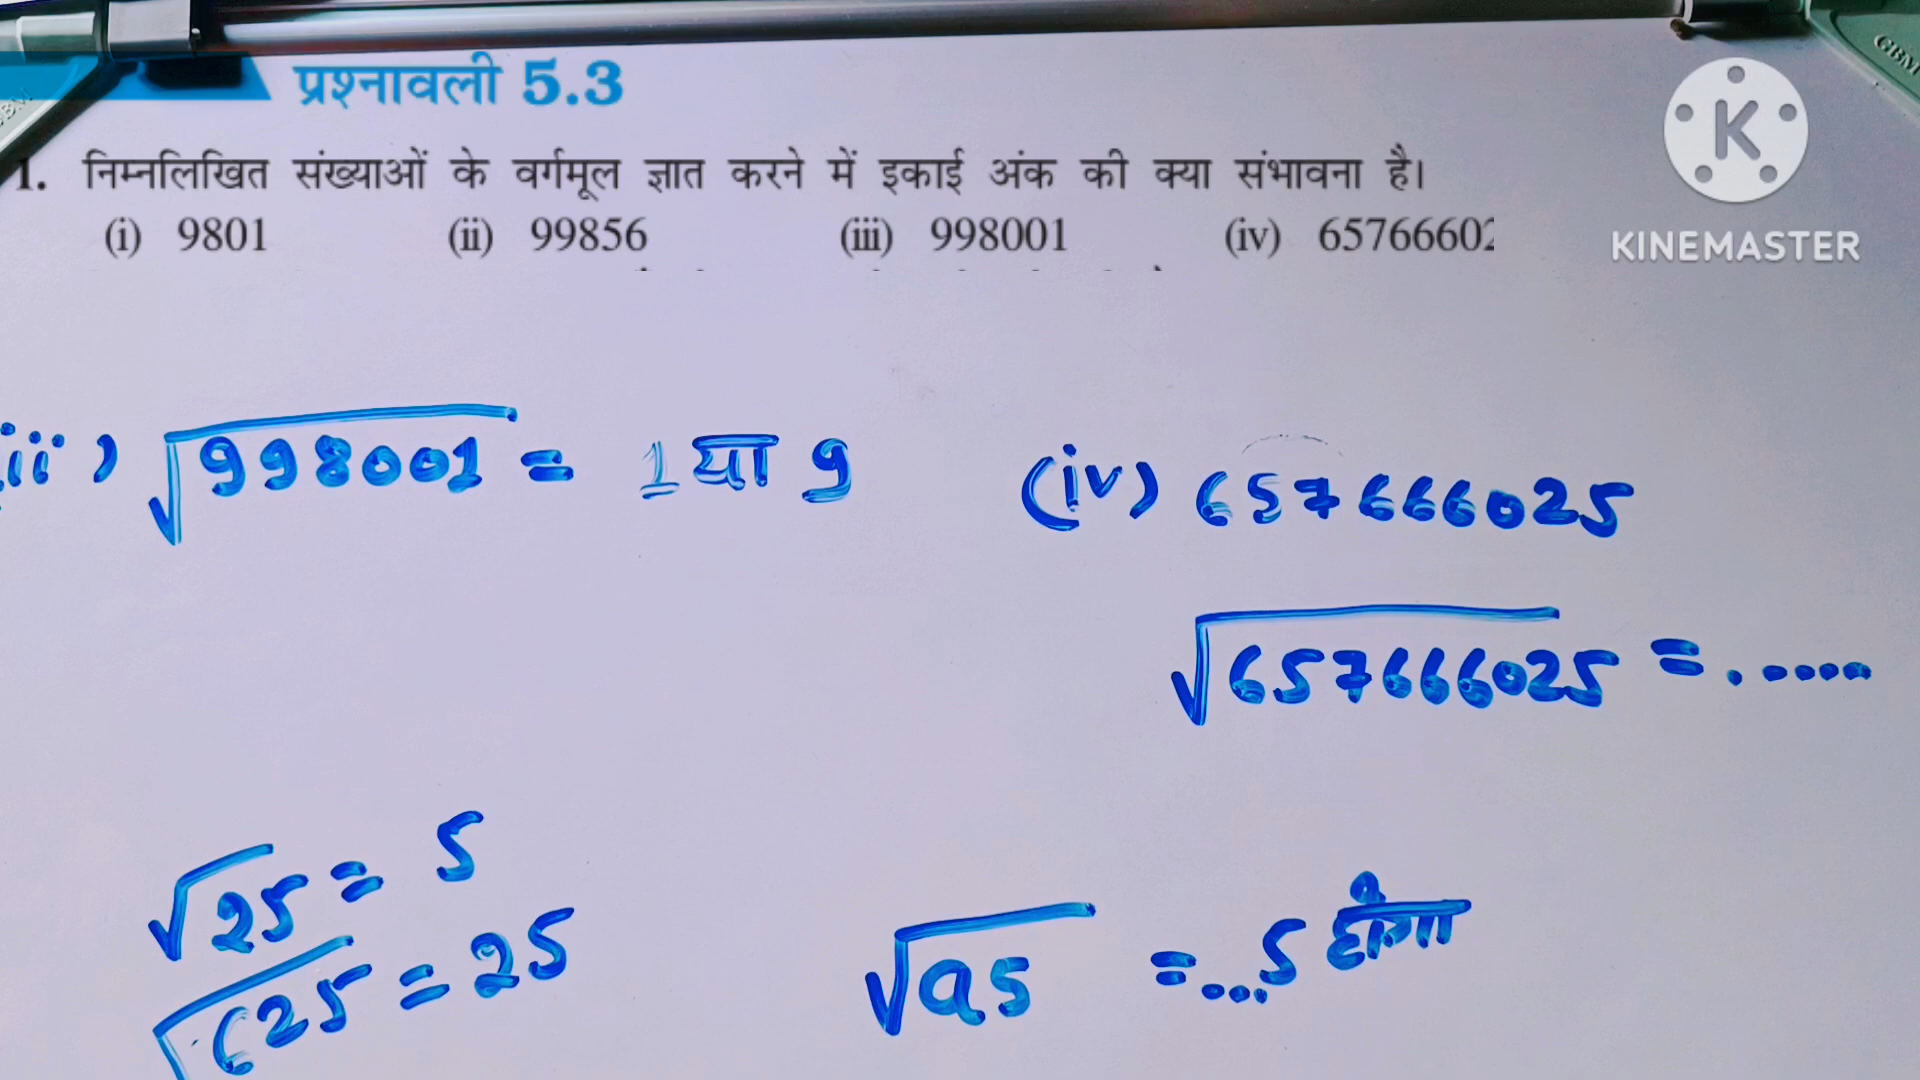 प्रश्नावली 5.3
1. निम्नलिखित संख्याओं के वर्गमूल ज्ञात करने में इकाई अंक की क्या संभावना है।
(i) 9801 (ii) 99856 (iii) 998001 (iv) 65766602
KINEMASTER
iii) √998001 = 1 या 9
(iv) 657666025
√657666025 = ......
√25 = 5
√625 = 25
√a5 = ...5 होगा
GBM